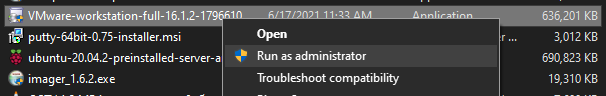 VMware-workstation-full-16.1.2-1796610 6/17/2021 11:33 AM Application 636,201 KB
putty-64bit-0.75-installer.msi Open 3,012 KB
ubuntu-20.04.2-preinstalled-server-a Run as administrator 690,823 KB
imager_1.6.2.exe Troubleshoot compatibility 19,310 KB